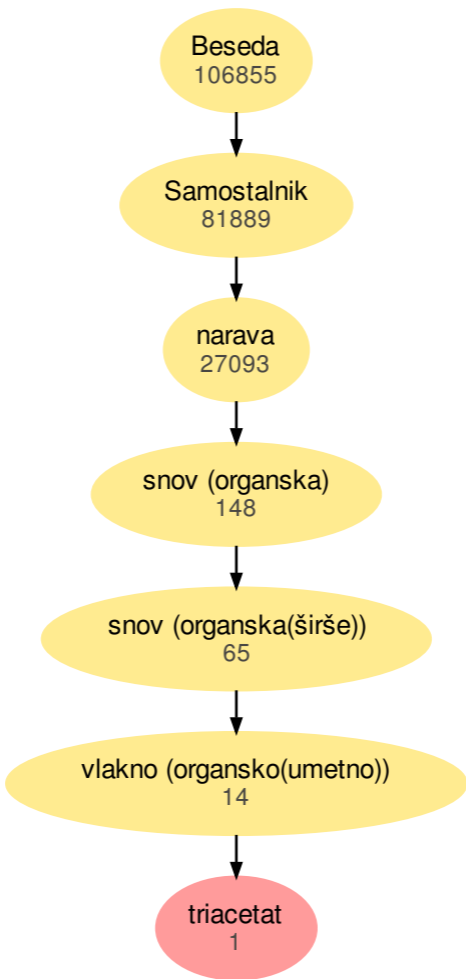 Beseda
106855
Samostalnik
81889
narava
27093
snov (organska)
148
snov (organska(širše))
65
vlakno (organsko(umetno))
14
triacetat
1